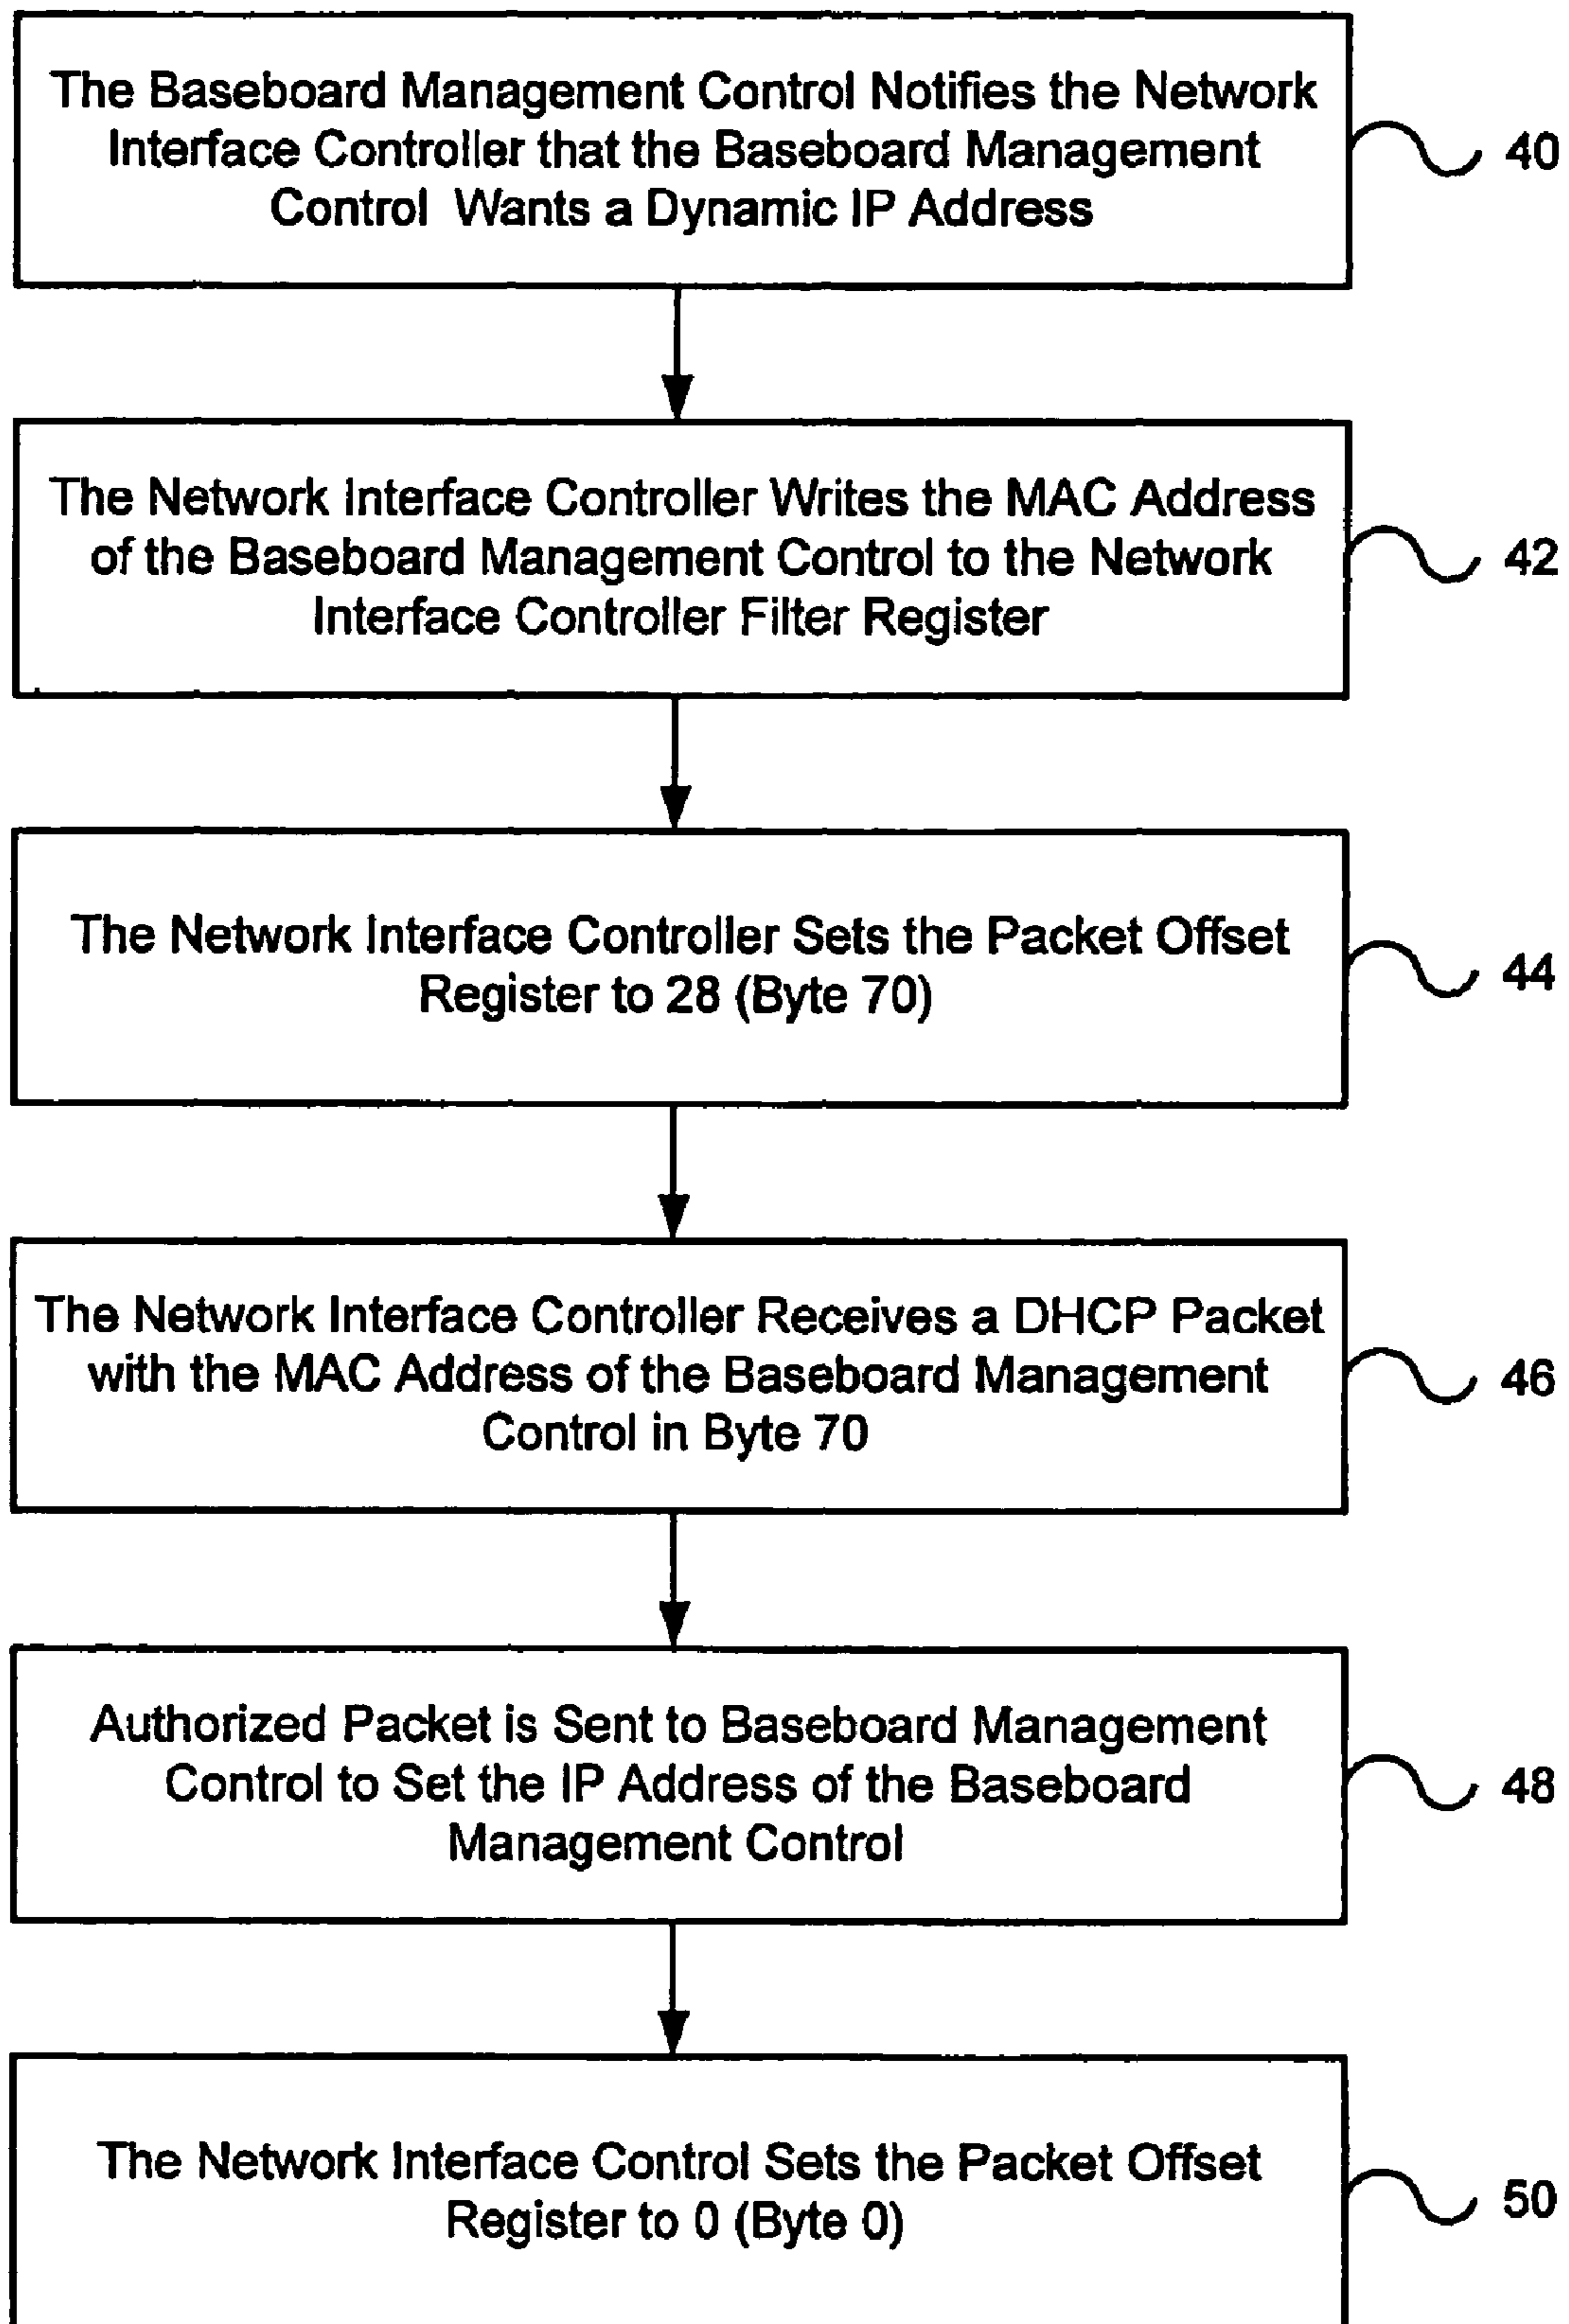 The Baseboard Management Control Notifies the Network
Interface Controller that the Baseboard Management
Control Wants a Dynamic IP Address
40
The Network Interface Controller Writes the MAC Address
of the Baseboard Management Control to the Network
Interface Controller Filter Register
42
The Network Interface Controller Sets the Packet Offset
Register to 28 (Byte 70)
44
The Network Interface Controller Receives a DHCP Packet
with the MAC Address of the Baseboard Management
Control in Byte 70
46
Authorized Packet is Sent to Baseboard Management
Control to Set the IP Address of the Baseboard
Management Control
48
The Network Interface Control Sets the Packet Offset
Register to 0 (Byte 0)
50